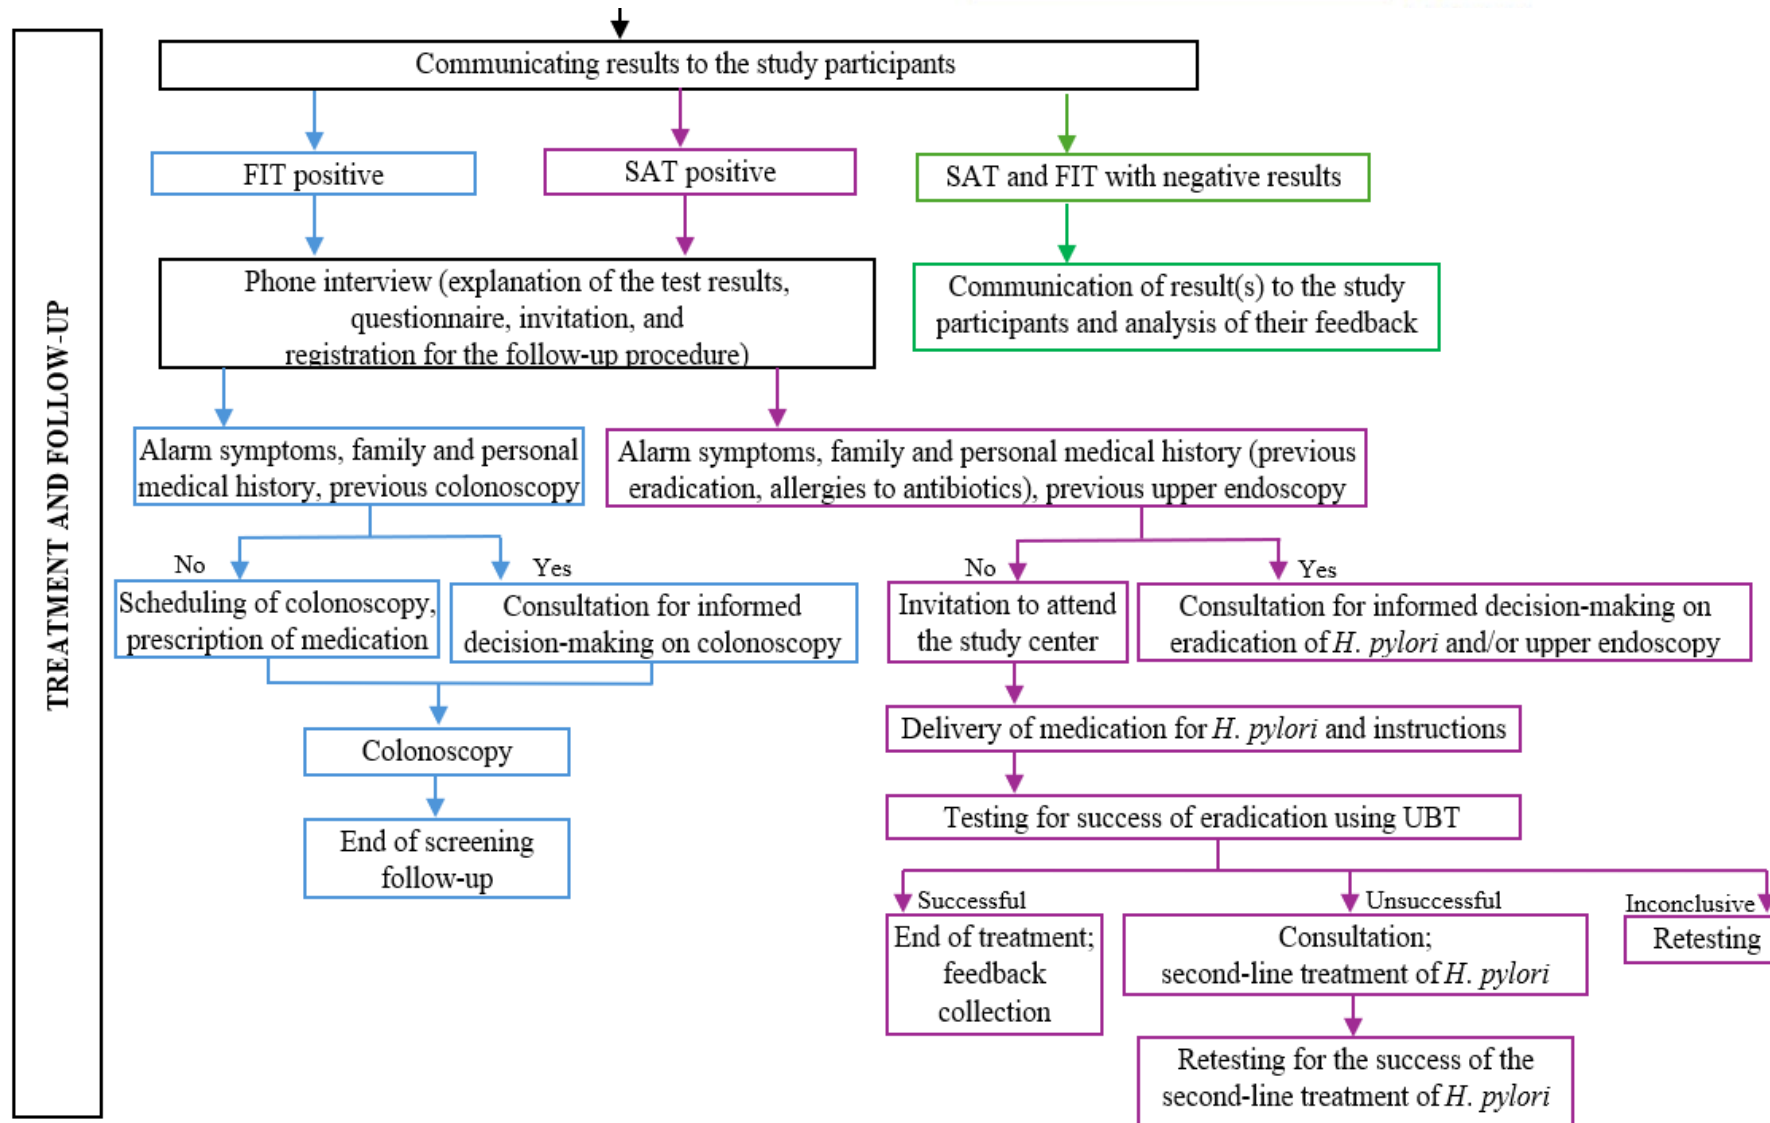 TREATMENT AND FOLLOW-UP
Communicating results to the study participants
FIT positive
SAT positive
SAT and FIT with negative results
Phone interview (explanation of the test results,
questionnaire, invitation, and
registration for the follow-up procedure)
Communication of result(s) to the study
participants and analysis of their feedback
Alarm symptoms, family and personal
medical history, previous colonoscopy
Alarm symptoms, family and personal medical history (previous
eradication, allergies to antibiotics), previous upper endoscopy
No
Yes
No
Yes
Scheduling of colonoscopy,
prescription of medication
Consultation for informed
decision-making on colonoscopy
Invitation to attend
the study center
Consultation for informed decision-making on
eradication of H. pylori and/or upper endoscopy
Delivery of medication for H. pylori and instructions
Colonoscopy
Testing for success of eradication using UBT
End of screening
follow-up
Successful
Unsuccessful
Inconclusive
End of treatment;
feedback
collection
Consultation;
second-line treatment of H. pylori
Retesting
Retesting for the success of the
second-line treatment of H. pylori